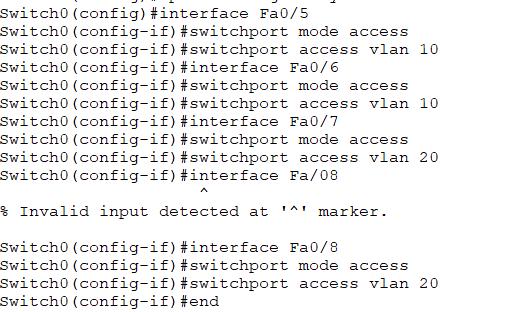 Switch0(config)#interface Fa0/5
Switch0(config-if)#switchport mode access
Switch0(config-if)#switchport access vlan 10
Switch0(config-if)#interface Fa0/6
Switch0(config-if)#switchport mode access
Switch0(config-if)#switchport access vlan 10
Switch0(config-if)#interface Fa0/7
Switch0(config-if)#switchport mode access
Switch0(config-if)#switchport access vlan 20
Switch0(config-if)#interface Fa/08
^
% Invalid input detected at '^' marker.
Switch0(config-if)#interface Fa0/8
Switch0(config-if)#switchport mode access
Switch0(config-if)#switchport access vlan 20
Switch0(config-if)#end